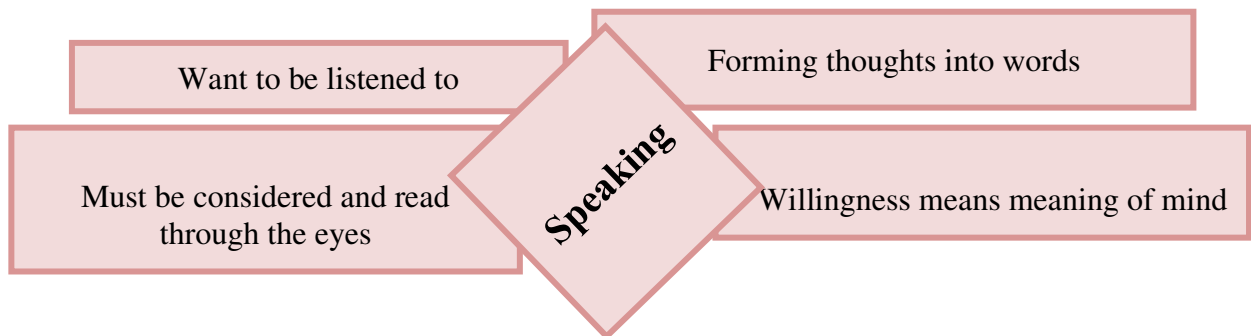 Want to be listened to
Forming thoughts into words
Speaking
Must be considered and read
through the eyes
Willingness means meaning of mind